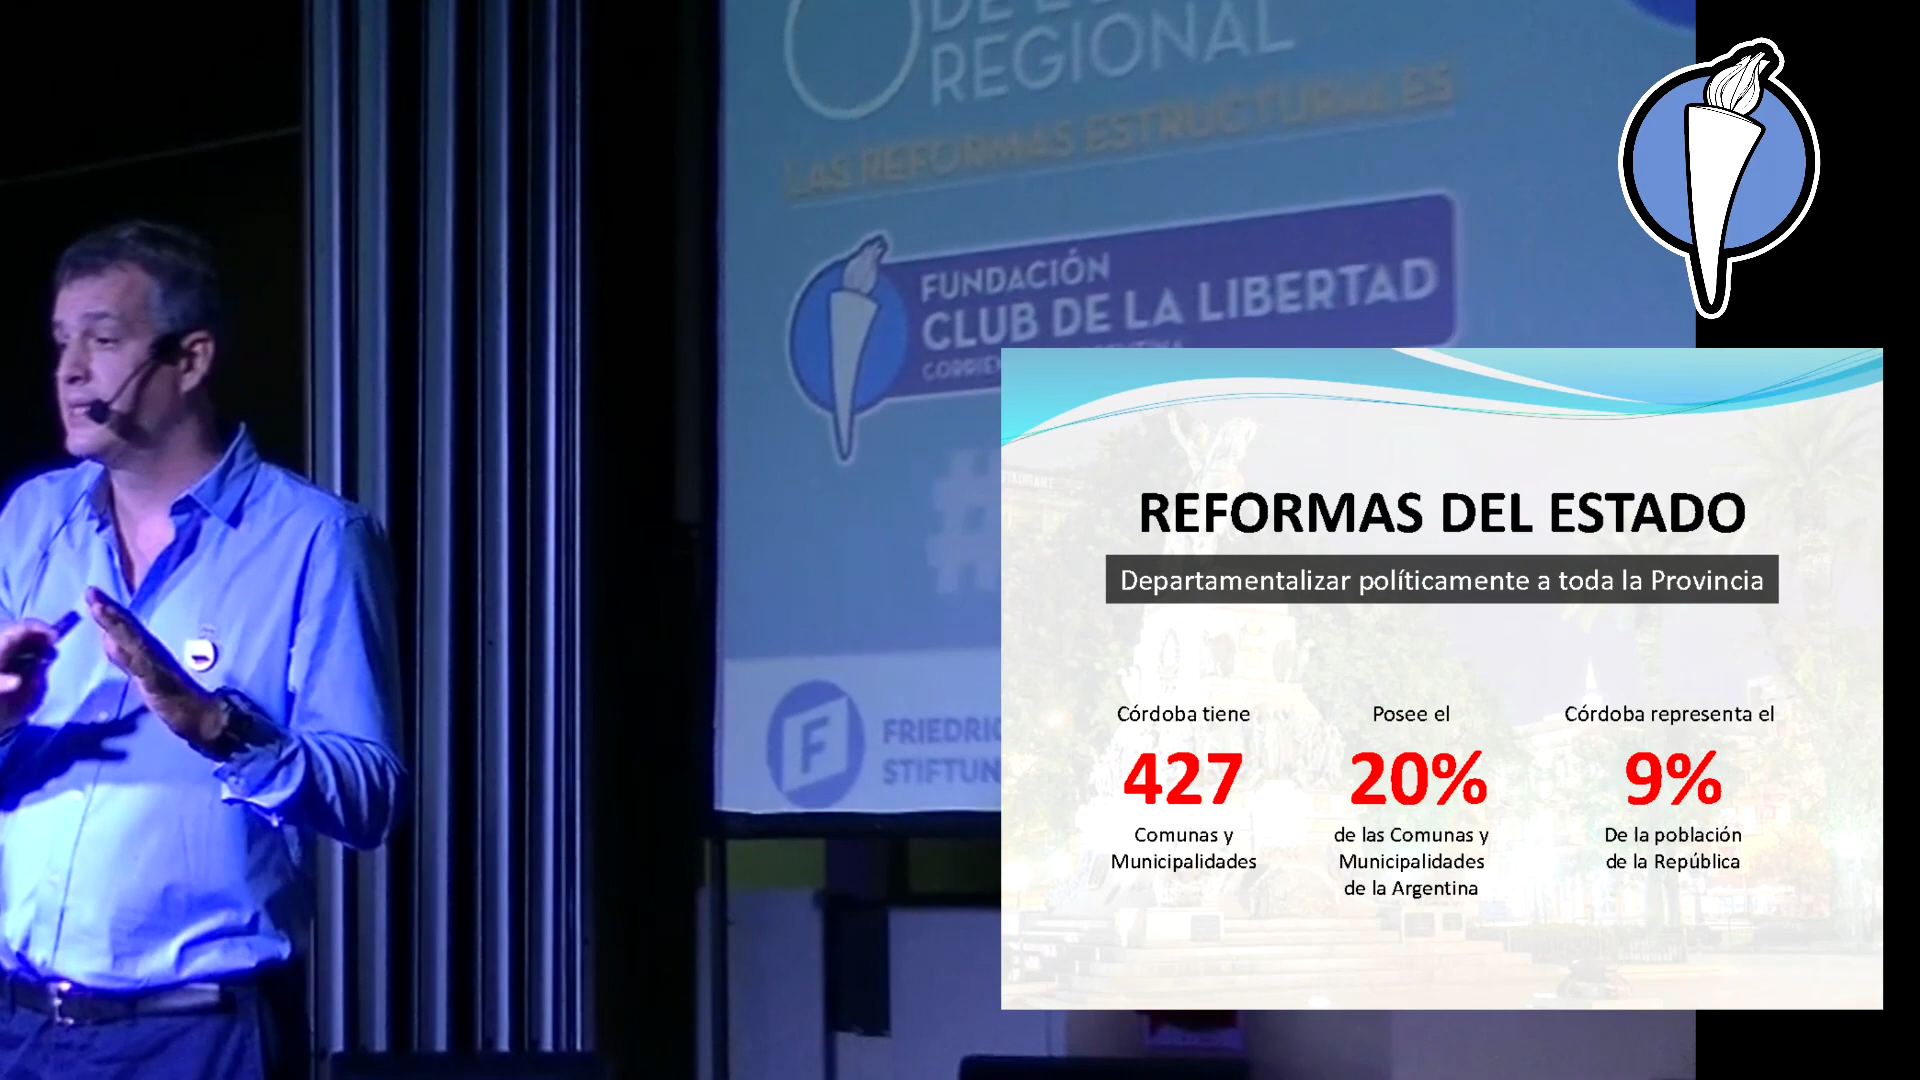 REGIONAL
LAS REFORMAS ESTRUCTURALES
FUNDACIÓN
CLUB DE LA LIBERTAD
F
STIFTUN
REFORMAS DEL ESTADO
Departamentalizar políticamente a toda la Provincia
Córdoba tiene
427
Comunas y
Municipalidades
Posee el
20%
de las Comunas y
Municipalidades
de la Argentina
Córdoba representa el
9%
De la población
de la República